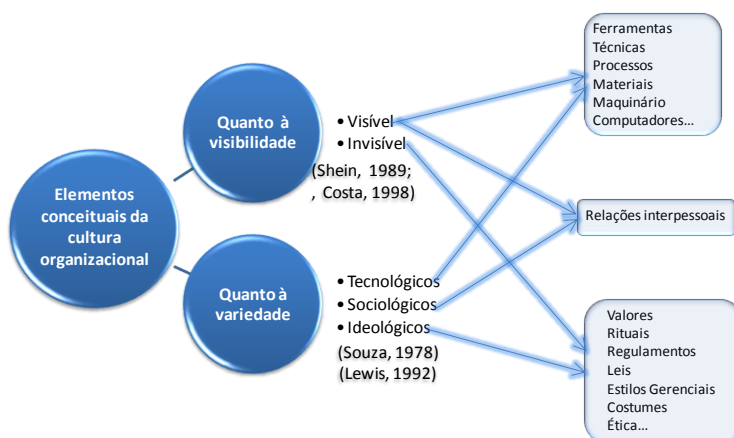 Elementos
conceituais da
cultura
organizacional
Quanto à
visibilidade
• Visível
• Invisível
(Shein, 1989;
, Costa, 1998)
Quanto à
variedade
• Tecnológicos
• Sociológicos
• Ideológicos
(Souza, 1978)
(Lewis, 1992)
Ferramentas
Técnicas
Processos
Materiais
Maquinário
Computadores...
Relações interpessoais
Valores
Rituais
Regulamentos
Leis
Estilos Gerenciais
Costumes
Ética...